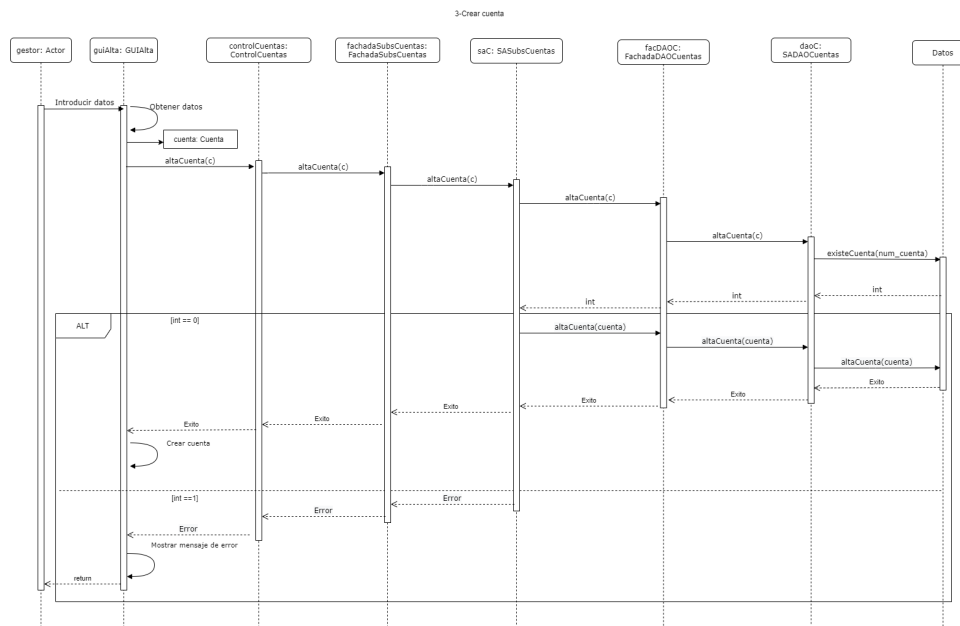 3-Crear cuenta
gestor: Actor
guiAlta: GUIAlta
controlCuentas:
ControlCuentas
fachadaSubsCuentas:
FachadaSubsCuentas
saC: SASubsCuentas
facDAOC:
FachadaDAOCuentas
daoC:
SADAOCuentas
Datos
Introducir datos
Obtener datos
cuenta: Cuenta
altaCuenta(c)
altaCuenta(c)
altaCuenta(c)
altaCuenta(c)
altaCuenta(c)
existeCuenta(num_cuenta)
int
int
int
ALT
[int == 0]
altaCuenta(cuenta)
altaCuenta(cuenta)
altaCuenta(cuenta)
Exito
Exito
Exito
Exito
Exito
Exito
Crear cuenta
[int ==1]
Error
Error
Error
Mostrar mensaje de error
return